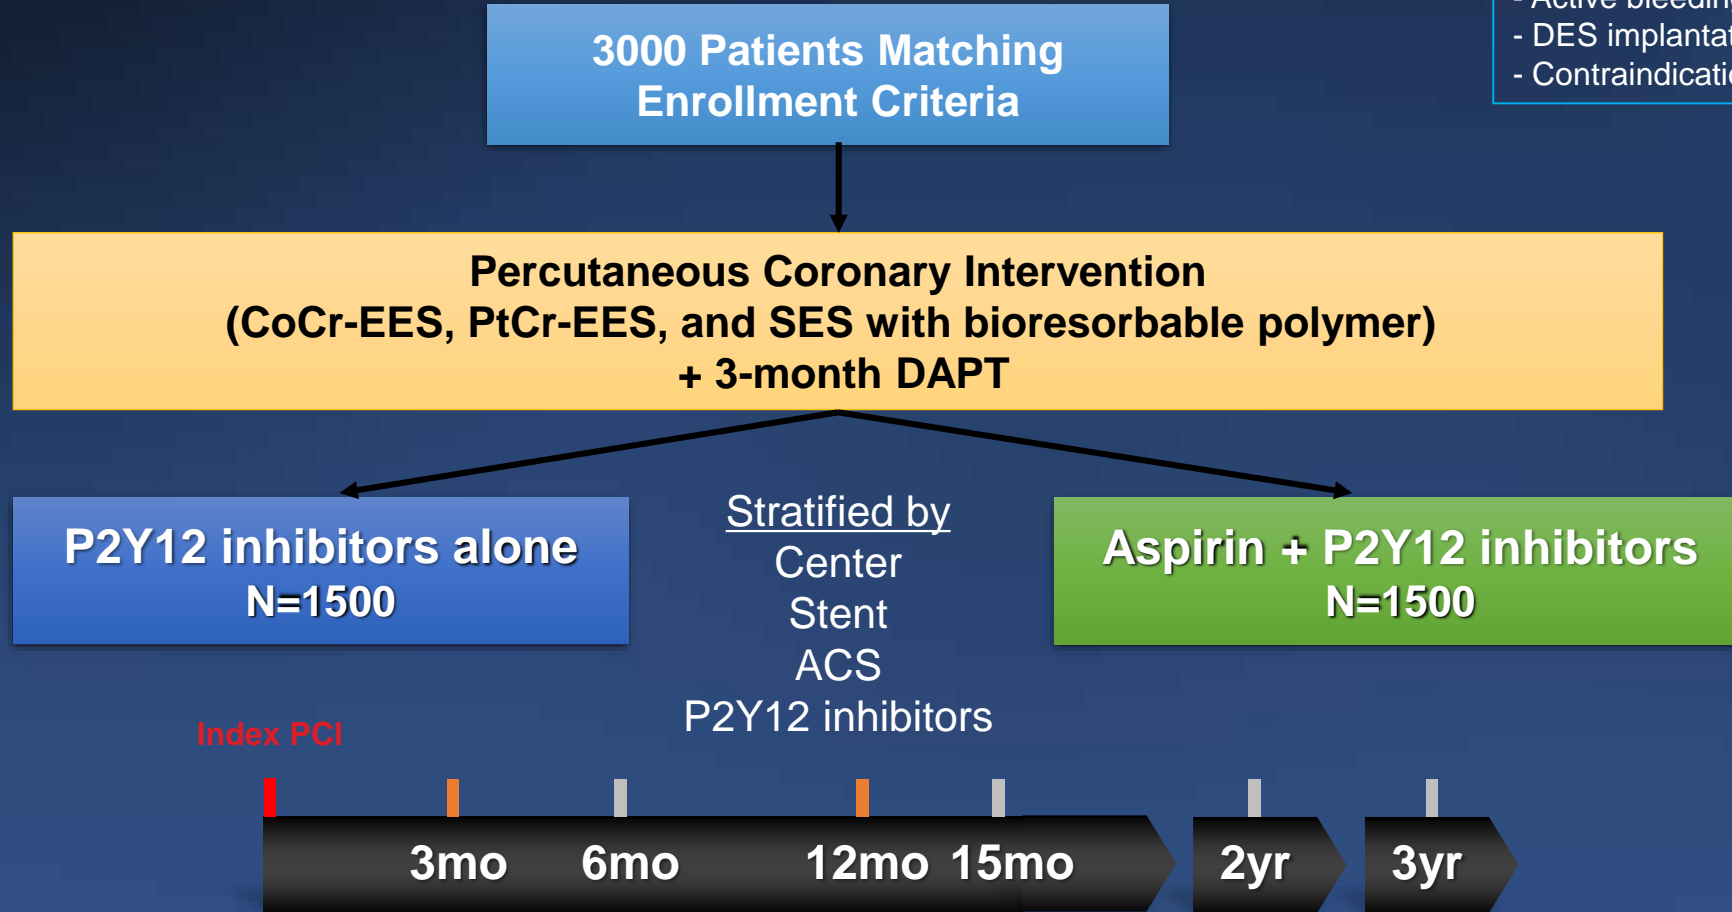 - Active bleeding
- DES
- 
3000 Patients Matching
Enrollment Criteria
Percutaneous Coronary Intervention
(CoCr-EES, PtCr-EES, and SES with bioresorbable polymer)
+ 3-month DAPT
P2Y12 inhibitors alone
N=1500
Stratified by
Center
Stent
ACS
P2Y12 inhibitors
Aspirin + P2Y12 inhibitors
N=1500
Index PCI
3mo 6mo 12mo 15mo 2yr 3yr